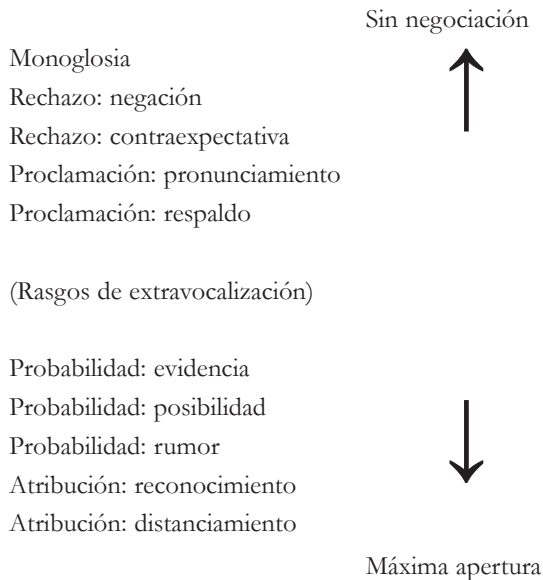 Sin negociación
Monoglosia
Rechazo: negación
Rechazo: contraexpectativa
Proclamación: pronunciamiento
Proclamación: respaldo
(Rasgos de extravocalización)
Probabilidad: evidencia
Probabilidad: posibilidad
Probabilidad: rumor
Atribución: reconocimiento
Atribución: distanciamiento
Máxima apertura